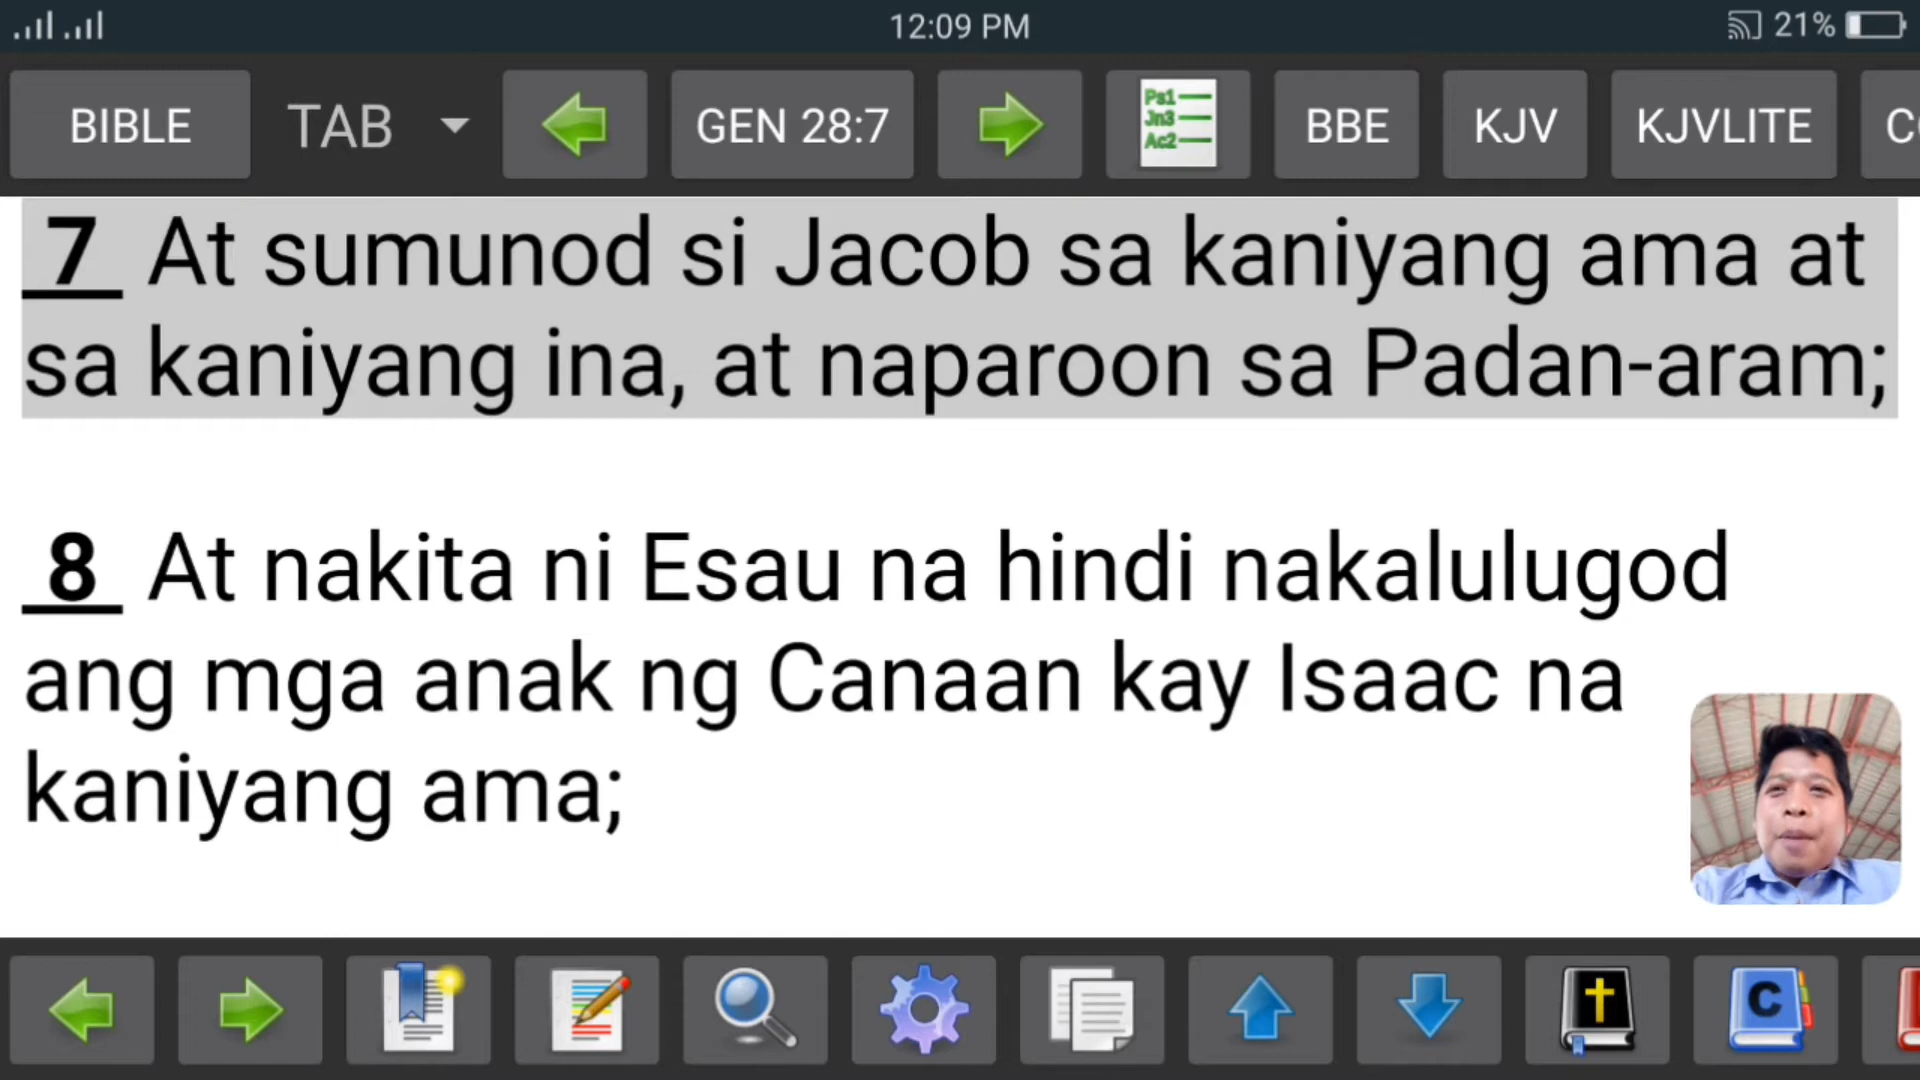 12:09 PM
21%
BIBLE
TAB
GEN 28:7
Ps1
Jn3
Ac2
BBE
KJV
KJVLITE
7 At sumunod si Jacob sa kaniyang ama at
sa kaniyang ina, at naparoon sa Padan-aram;
8 At nakita ni Esau na hindi nakalulugod
ang mga anak ng Canaan kay Isaac na
kaniyang ama;
C